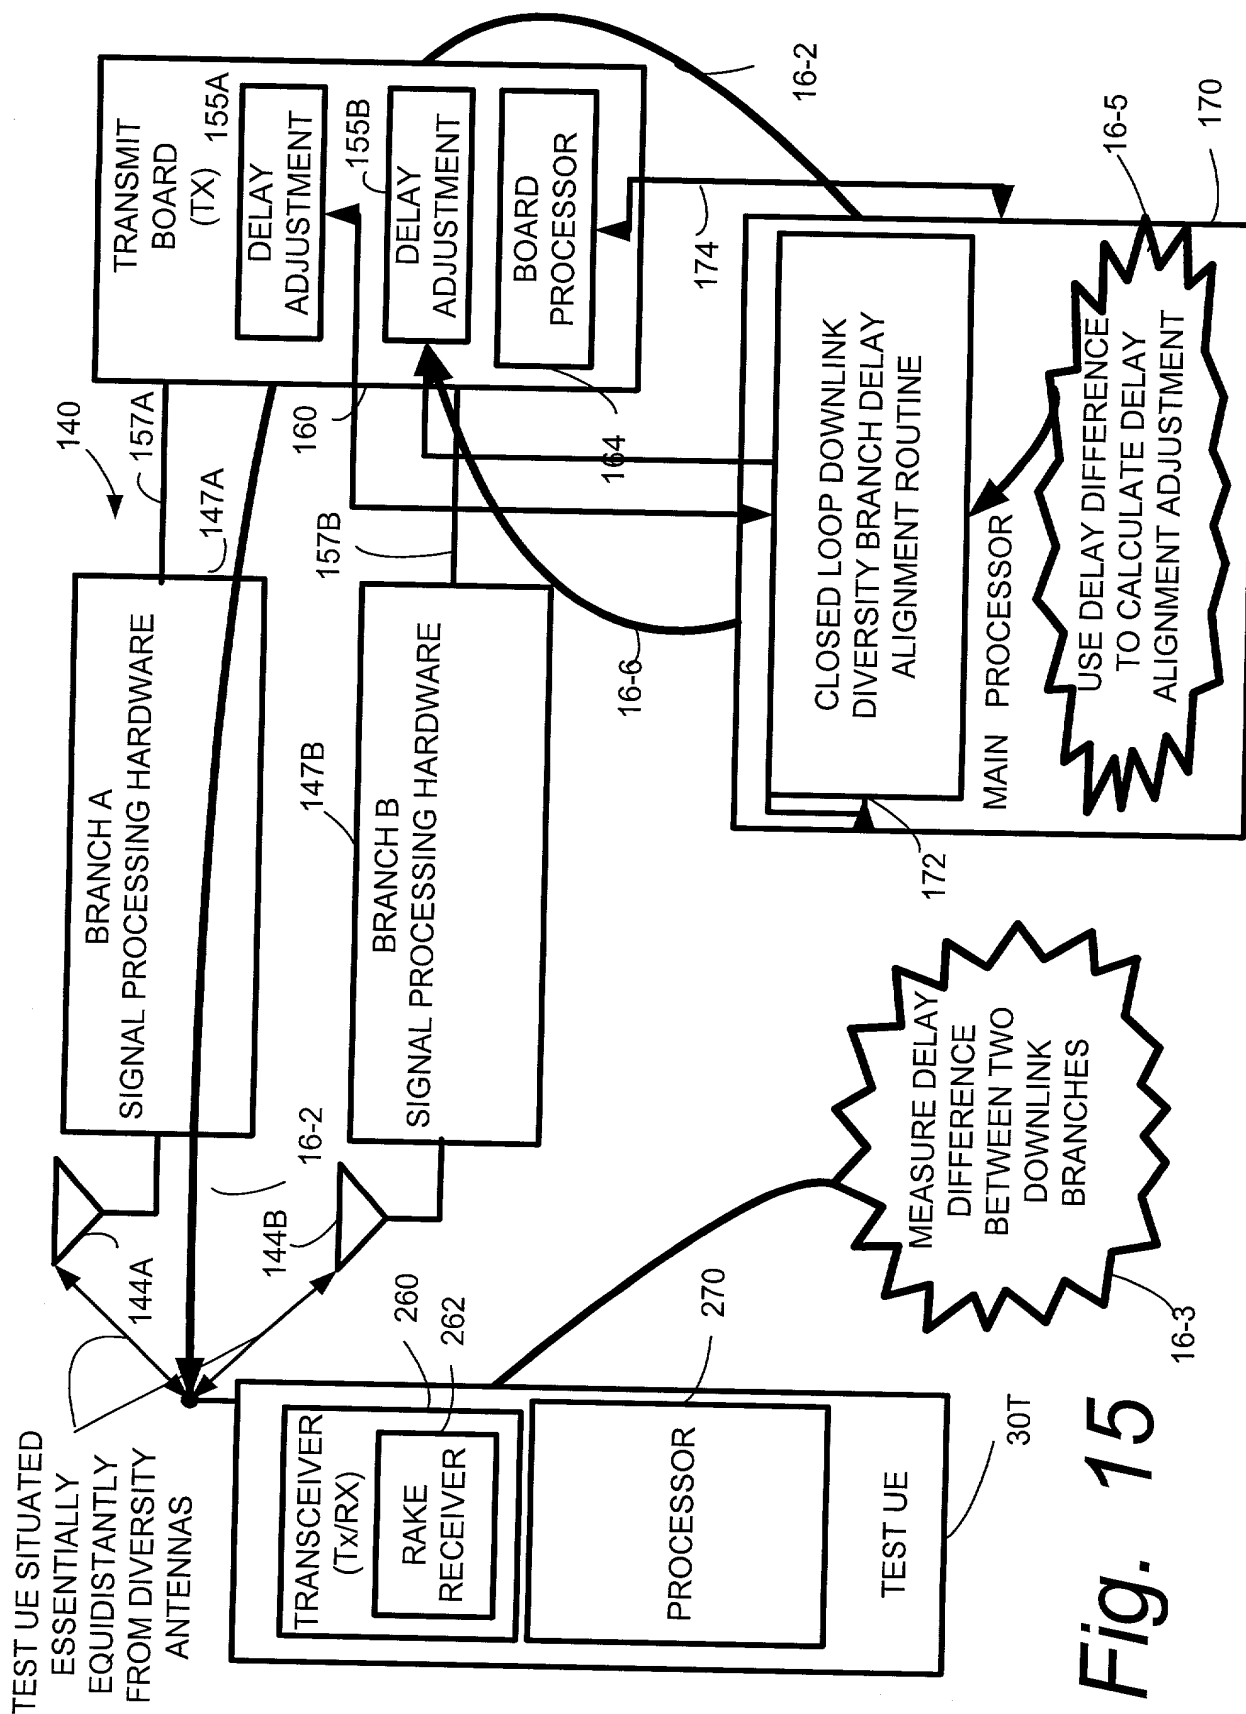 TEST UE SITUATED
ESSENTIALLY
EQUIDISTANTLY
FROM DIVERSITY
ANTENNAS
144A
144B
16-2
BRANCH A
SIGNAL PROCESSING HARDWARE
147A
140
157A
BRANCH B
SIGNAL PROCESSING HARDWARE
147B
157B
TRANSMIT
BOARD
(TX)
155A
DELAY
ADJUSTMENT
155B
DELAY
ADJUSTMENT
BOARD
PROCESSOR
160
164
16-2
174
16-6
TRANSCEIVER
(Tx/RX)
RAKE
RECEIVER
260
262
PROCESSOR
270
TEST UE
30T
MEASURE DELAY
DIFFERENCE
BETWEEN TWO
DOWNLINK
BRANCHES
16-3
CLOSED LOOP DOWNLINK
DIVERSITY BRANCH DELAY
ALIGNMENT ROUTINE
172
MAIN PROCESSOR
USE DELAY DIFFERENCE
TO CALCULATE DELAY
ALIGNMENT ADJUSTMENT
16-5
170
Fig. 15